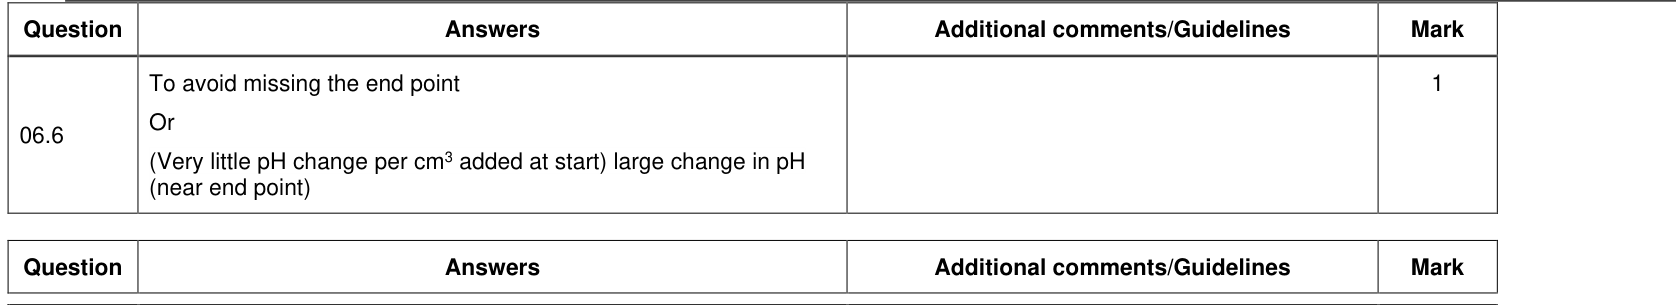 Question Answers Additional comments/Guidelines Mark
06.6
To avoid missing the end point
Or
(Very little pH change per cm³ added at start) large change in pH
(near end point)
1
Question Answers Additional comments/Guidelines Mark